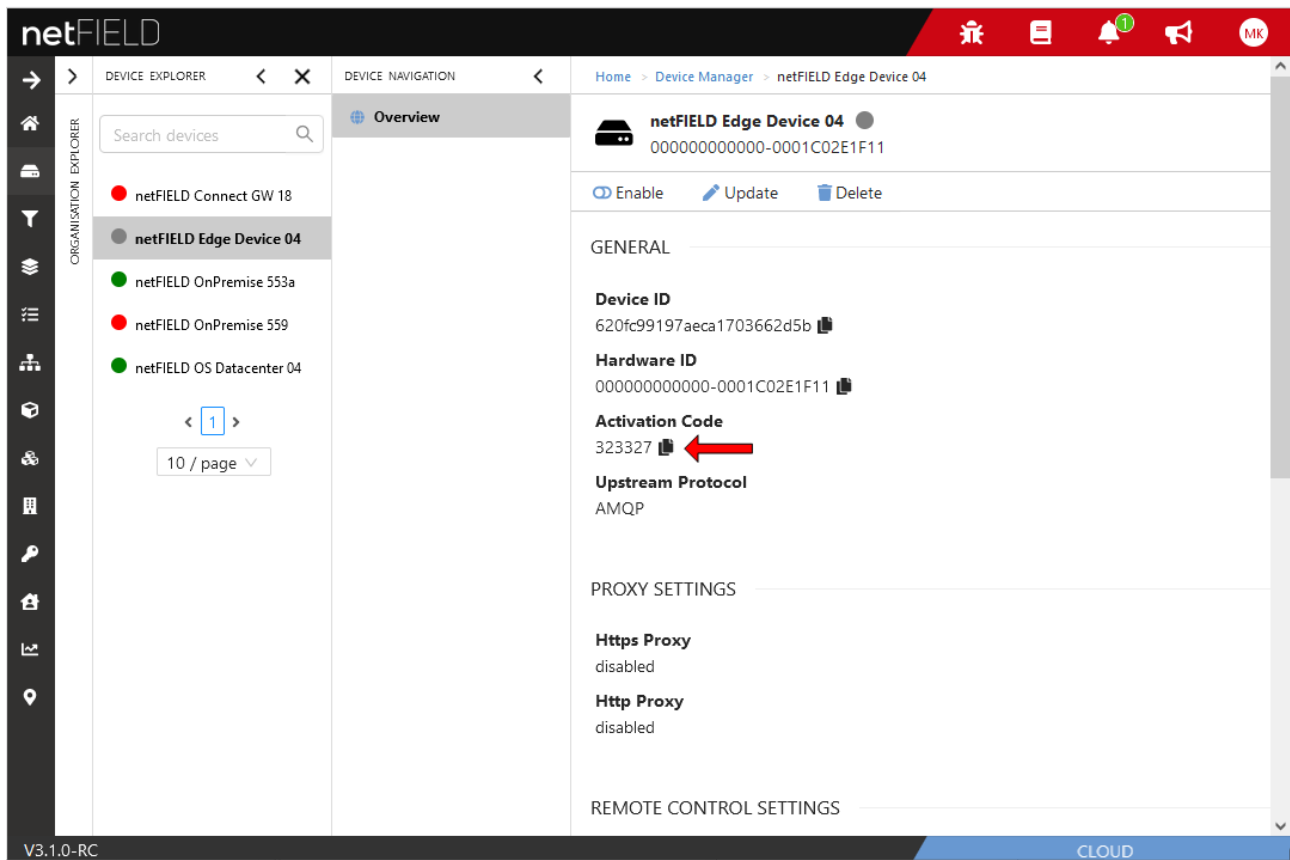 netFIELD
1
MK
DEVICE EXPLORER
DEVICE NAVIGATION
Home > Device Manager > netFIELD Edge Device 04
ORGANISATION EXPLORER
Search devices
netFIELD Connect GW 18
netFIELD Edge Device 04
netFIELD OnPremise 553a
netFIELD OnPremise 559
netFIELD OS Datacenter 04
< 1 >
10 / page
Overview
netFIELD Edge Device 04
000000000000-0001C02E1F11
Enable Update Delete
GENERAL
Device ID
620fc99197aeca1703662d5b
Hardware ID
000000000000-0001C02E1F11
Activation Code
323327
Upstream Protocol
AMQP
PROXY SETTINGS
Https Proxy
disabled
Http Proxy
disabled
REMOTE CONTROL SETTINGS
V3.1.0-RC
CLOUD